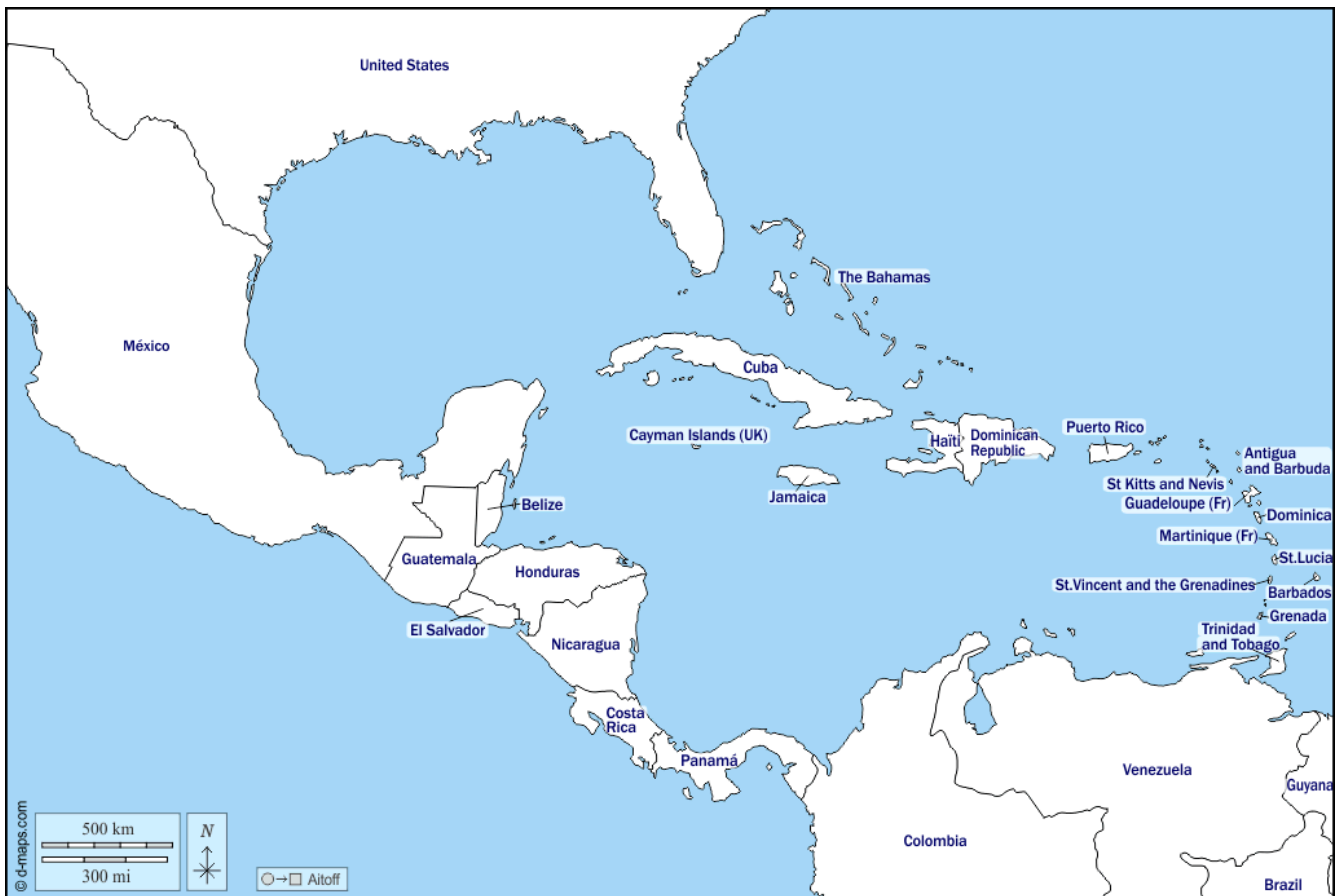 United States
The Bahamas
México
Cuba
Cayman Islands (UK)
Haïti
Dominican
Republic
Puerto Rico
Antigua
and Barbuda
Jamaica
St Kitts and Nevis
Guadeloupe (Fr)
Belize
Dominica
Martinique (Fr)
Guatemala
St.Lucia
Honduras
St.Vincent and the Grenadines
Barbados
Grenada
El Salvador
Nicaragua
Trinidad
and Tobago
Costa
Rica
Panamá
Venezuela
Guyana
Colombia
Brazil
© d-maps.com
500 km
300 mi
N
Aitoff